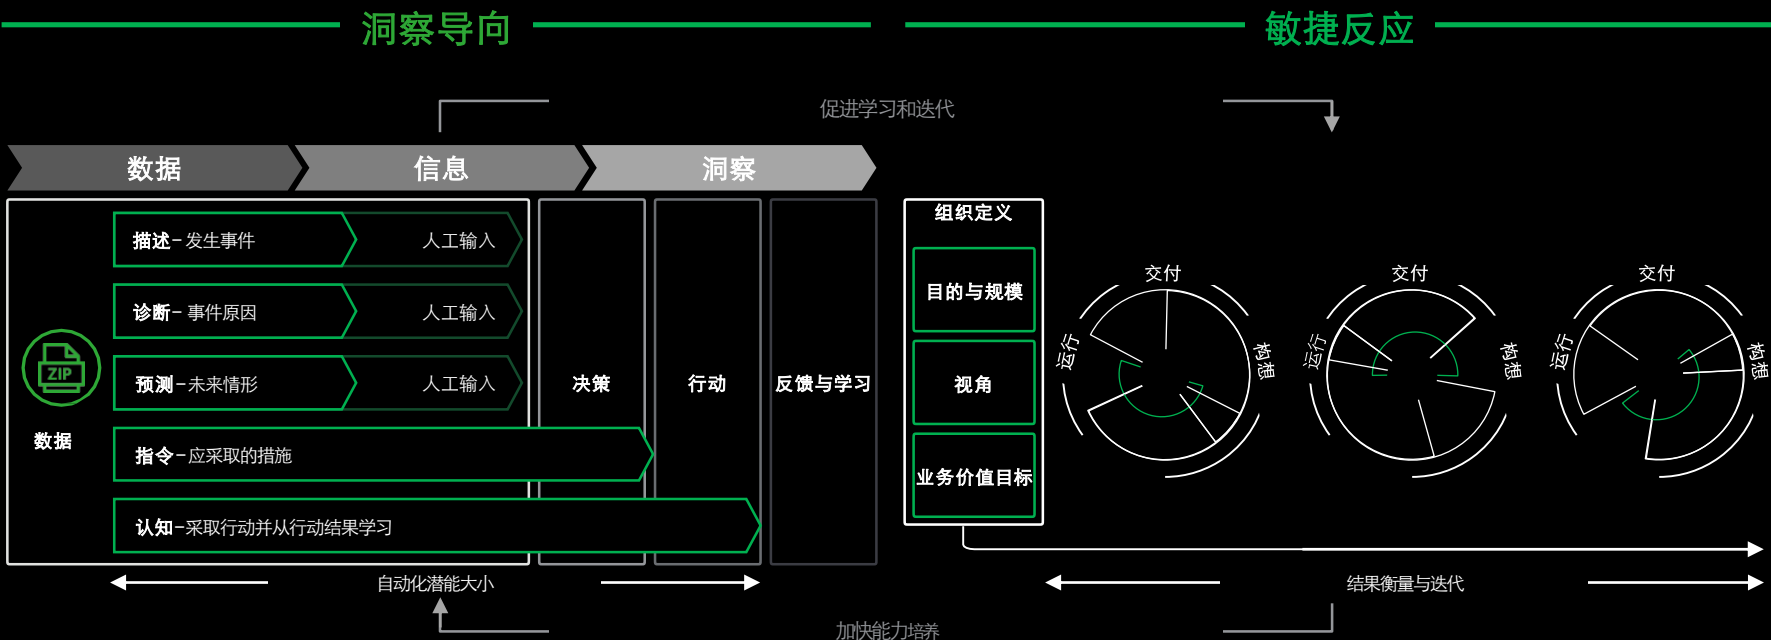 洞察导向
敏捷反应
促进学习和迭代
数据
信息
洞察
描述– 发生事件
人工输入
诊断– 事件原因
人工输入
预测–未来情形
人工输入
指令–应采取的措施
认知–采取行动并从行动结果学习
ZIP
数据
决策
行动
反馈与学习
组织定义
目的与规模
视角
业务价值目标
交付
构想
运行
交付
构想
运行
交付
构想
运行
自动化潜能大小
结果衡量与迭代
加快能力培养